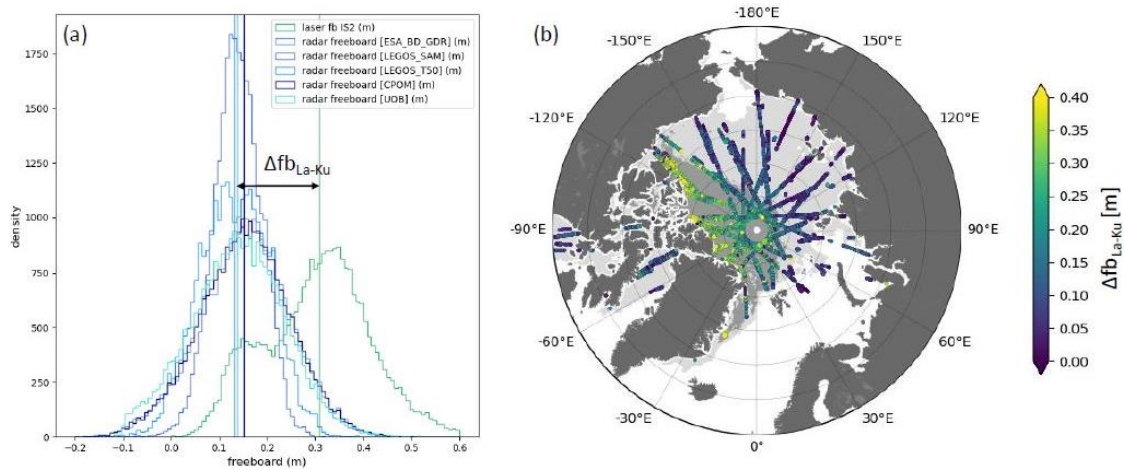 (a)
laser fb IS2 (m)
radar freeboard [ESA_BD_GDR] (m)
radar freeboard [LEGOS_SAM] (m)
radar freeboard [LEGOS_T50] (m)
radar freeboard [CPOM] (m)
radar freeboard [UOB] (m)
Δfb La-Ku
1750
1500
1250
1000
750
500
250
0
density
-0.2
-0.1
0.0
0.1
0.2
0.3
0.4
0.5
0.6
freeboard (m)
(b)
-180°E
-150°E
150°E
-120°E
120°E
-90°E
90°E
-60°E
60°E
-30°E
30°E
0°
0.40
0.35
0.30
0.25
0.20
0.15
0.10
0.05
0.00
Δfb La-Ku [m]